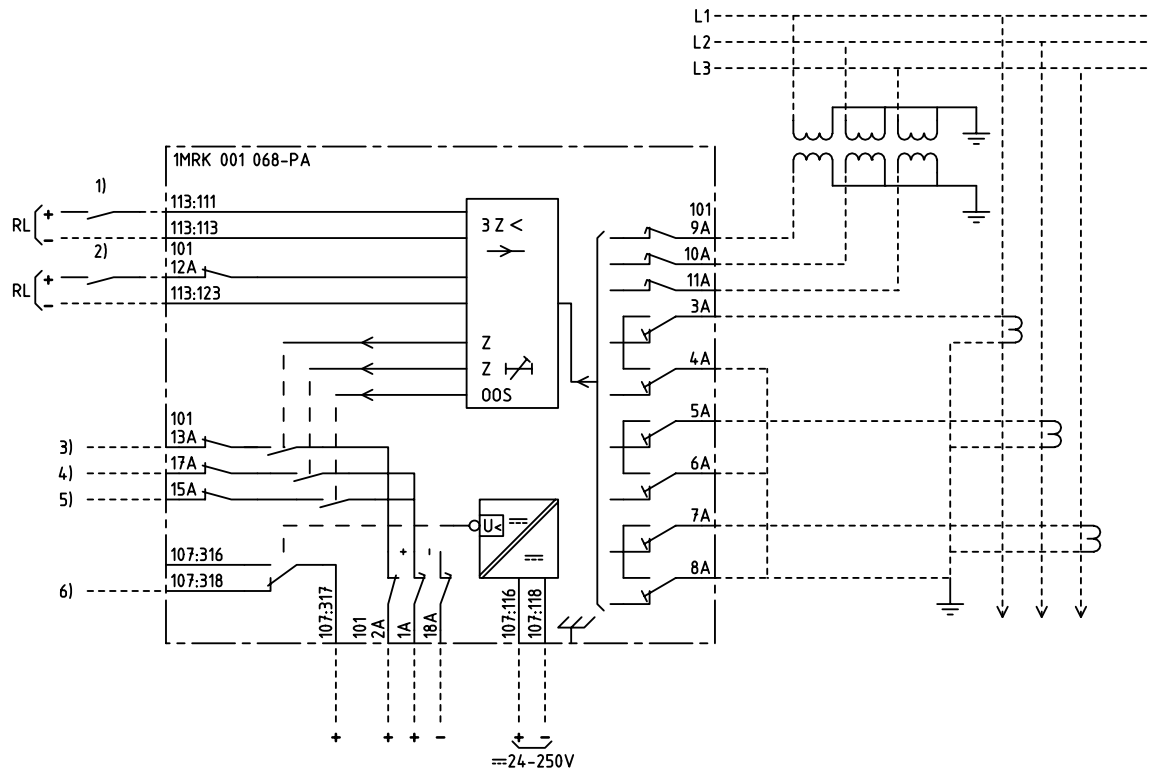 L1
L2
L3
1MRK 001 068-PA
1)
RL + 113:111
- 113:113
3Z<
101
9A
2)
101
RL + 12A
- 113:123
10A
11A
3A
Z
Z
4A
OOS
101
3) 13A
5A
4) 17A
6A
5) 15A
7A
U<
+ -
107:316
6) 107:318
8A
107:317
101
2A
1A
18A
107:116
107:118
+ + + - + -
24-250V